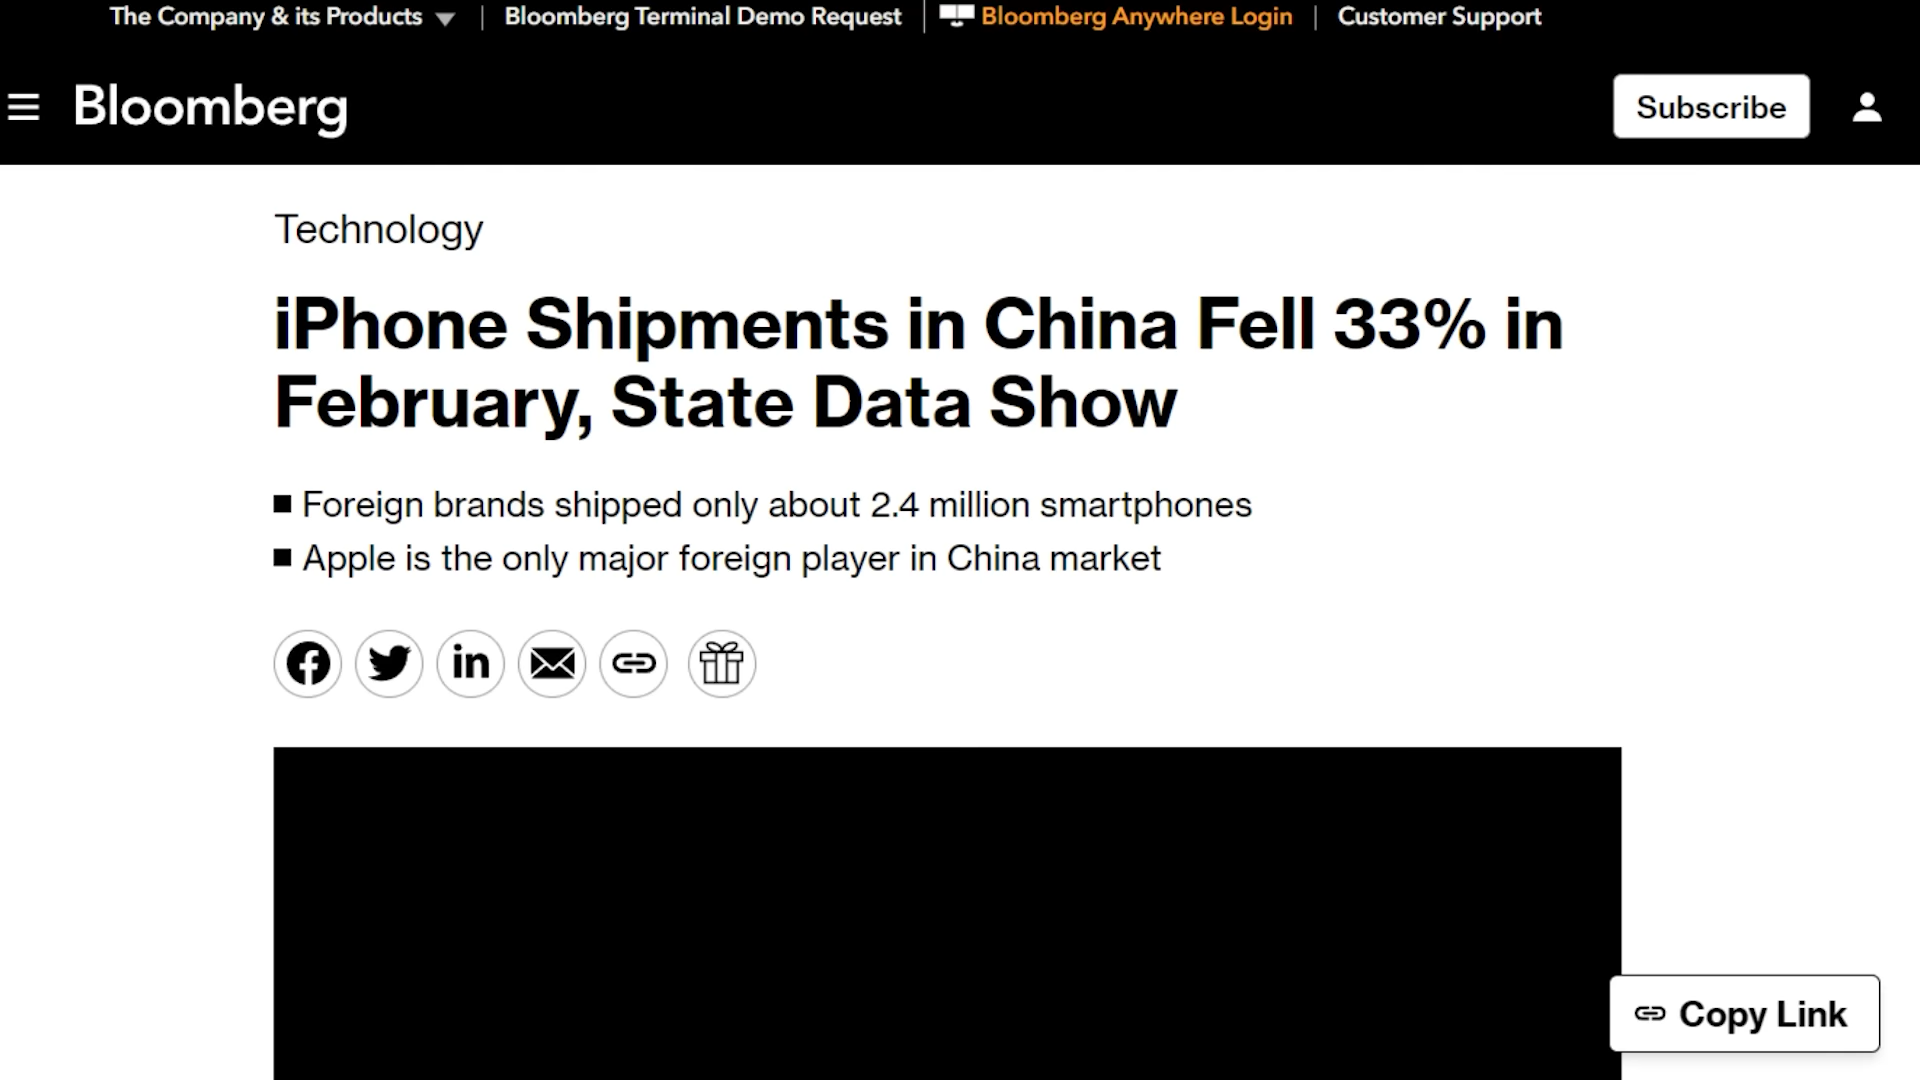 The Company & its Products
Bloomberg Terminal Demo Request
Bloomberg Anywhere Login
Customer Support
Bloomberg
Subscribe
Technology
iPhone Shipments in China Fell 33% in
February, State Data Show
Foreign brands shipped only about 2.4 million smartphones
Apple is the only major foreign player in China market
Copy Link